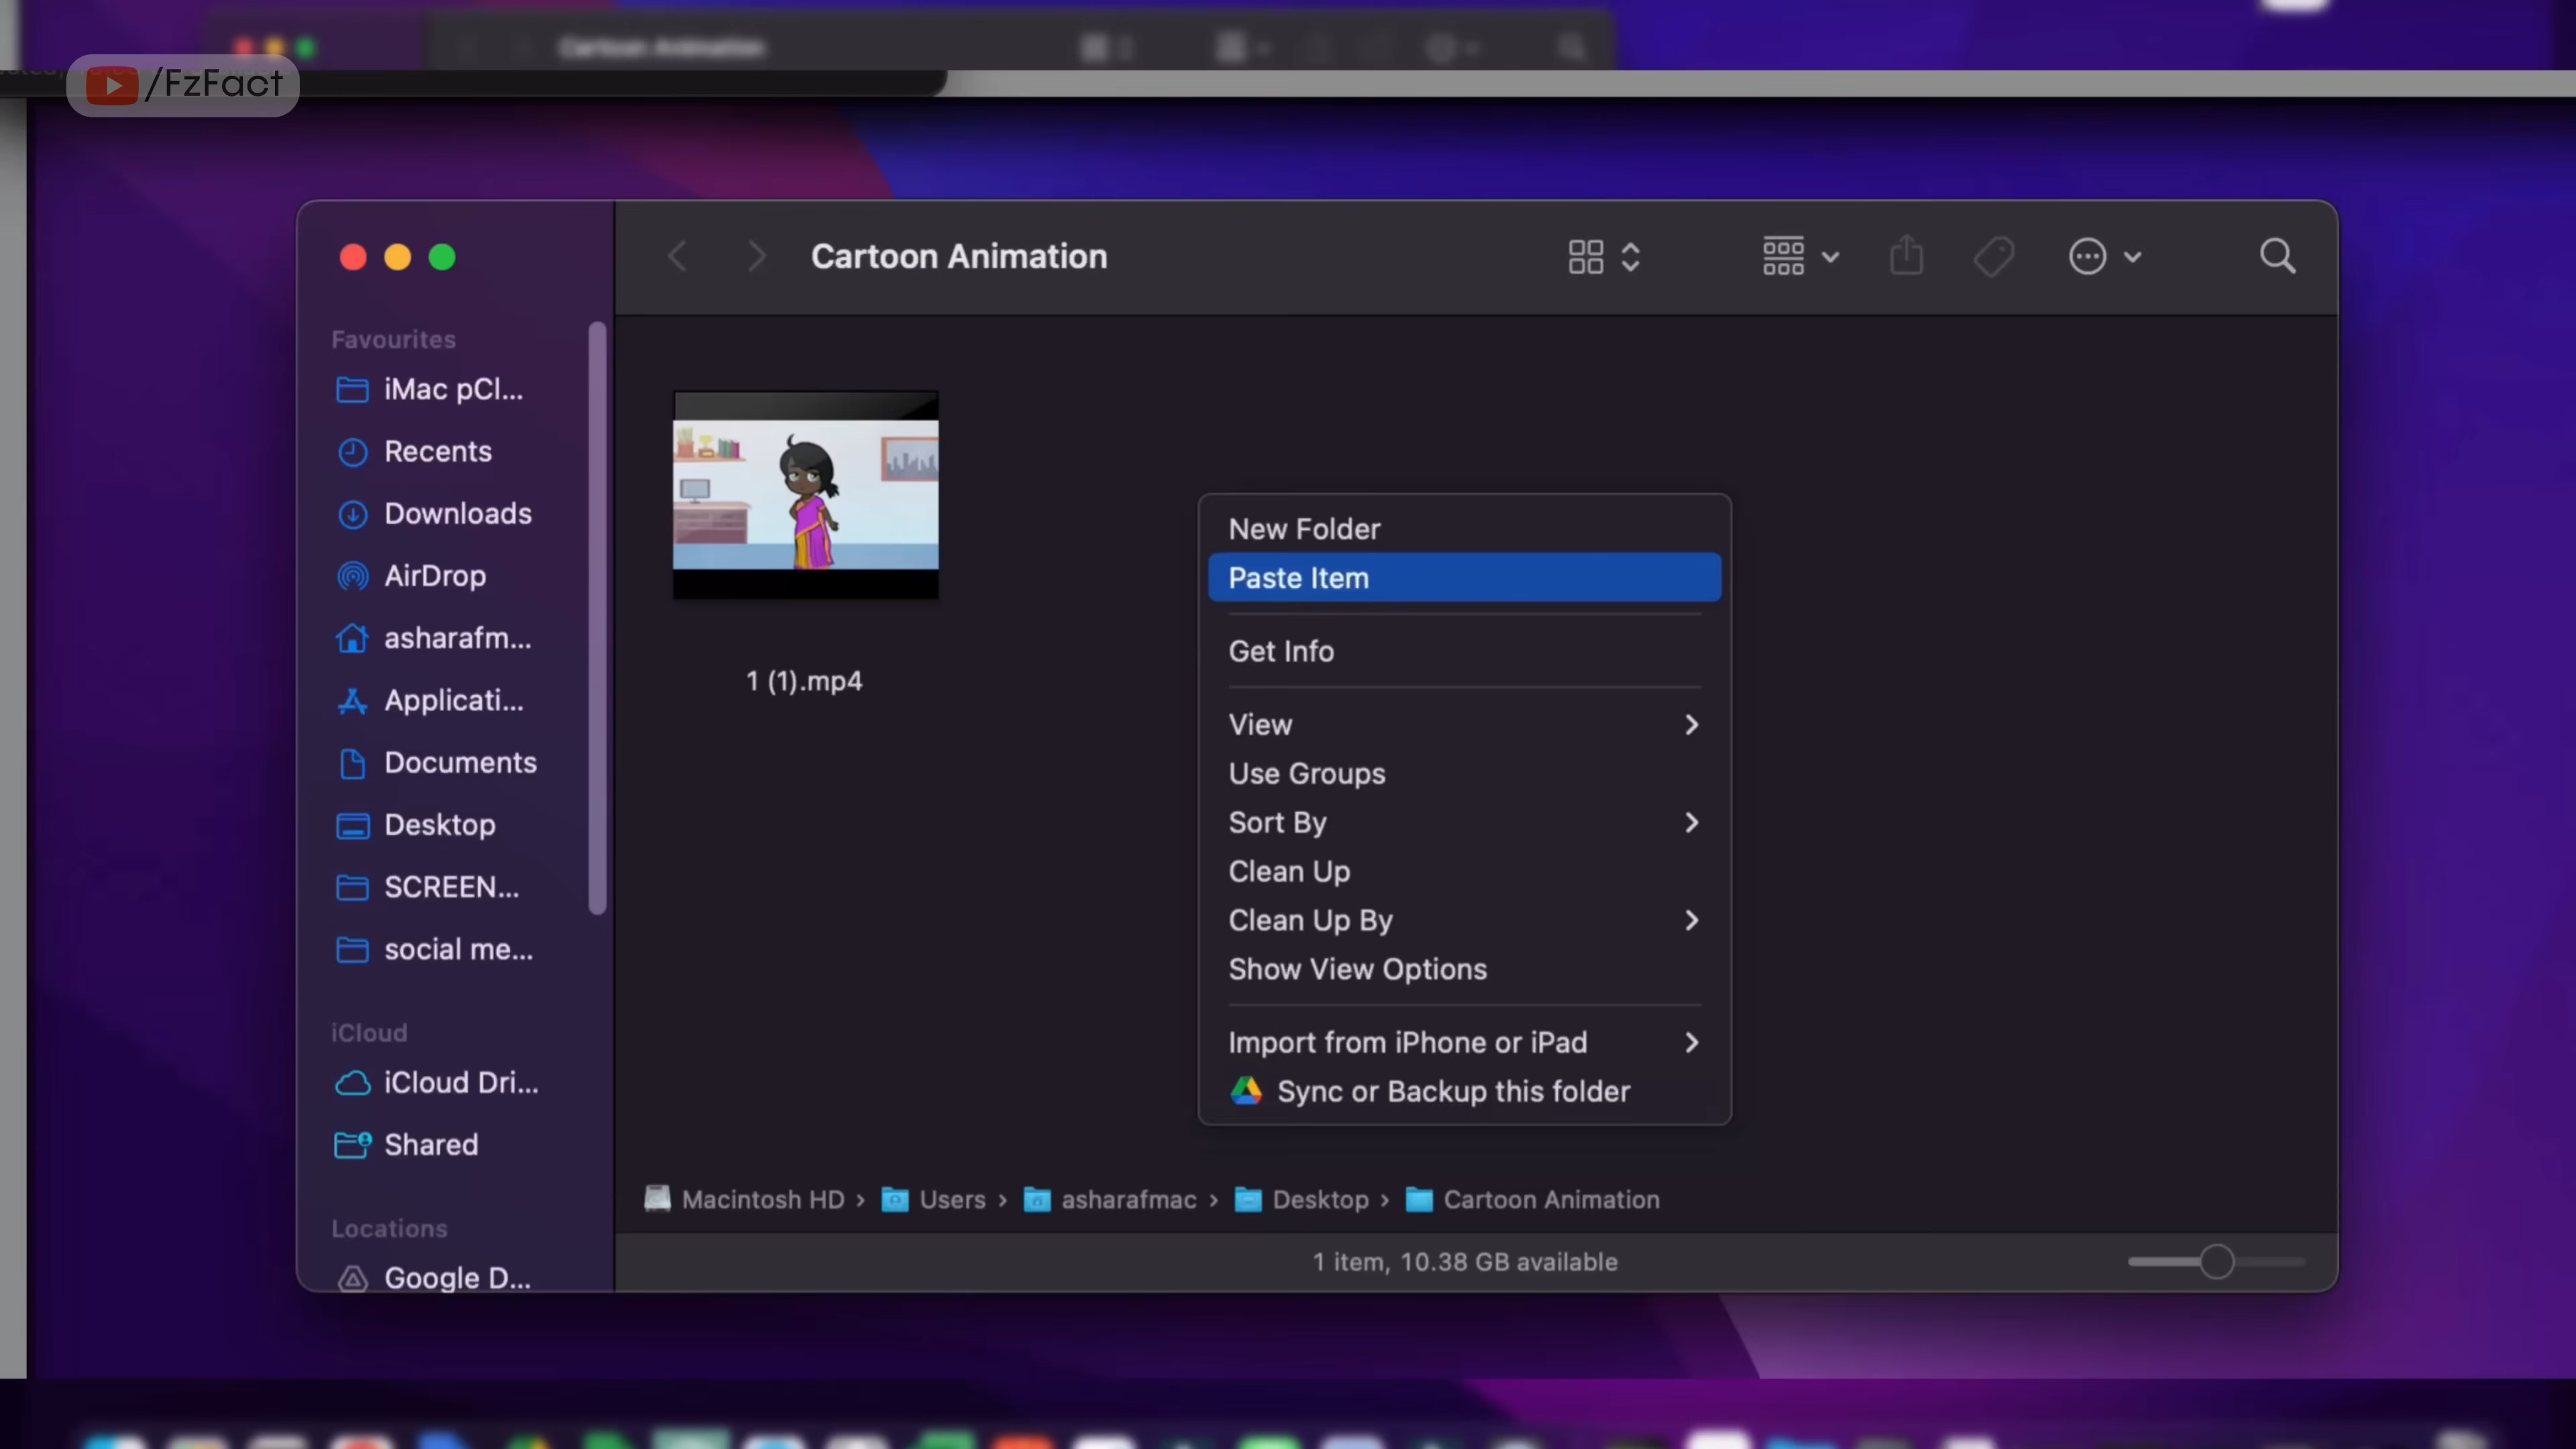 Cartoon Animation
/FzFact
Cartoon Animation
Favourites
iMac pCl...
Recents
Downloads
AirDrop
asharafm...
Applicati...
Documents
Desktop
SCREEN...
social me...
iCloud
iCloud Dri...
Shared
Locations
Google D...
1 (1).mp4
New Folder
Paste Item
Get Info
View
Use Groups
Sort By
Clean Up
Clean Up By
Show View Options
Import from iPhone or iPad
Sync or Backup this folder
Macintosh HD › Users › asharafmac › Desktop › Cartoon Animation
1 item, 10.38 GB available